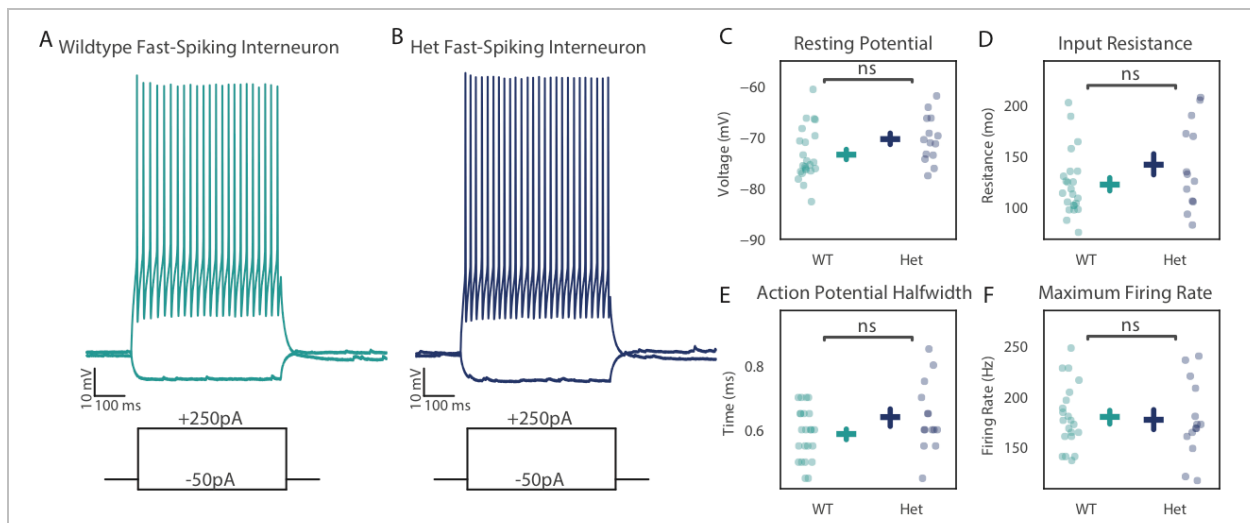 A Wildtype Fast-Spiking Interneuron
10 mV
100 ms
+250pA
-50pA
B Het Fast-Spiking Interneuron
10 mV
100 ms
+250pA
-50pA
C Resting Potential
ns
Voltage (mV)
−60
−70
−80
−90
WT Het
D Input Resistance
ns
Resitance (mo)
200
150
100
WT Het
E Action Potential Halfwidth
ns
Time (ms)
0.8
0.6
WT Het
F Maximum Firing Rate
ns
Firing Rate (Hz)
250
200
150
WT Het